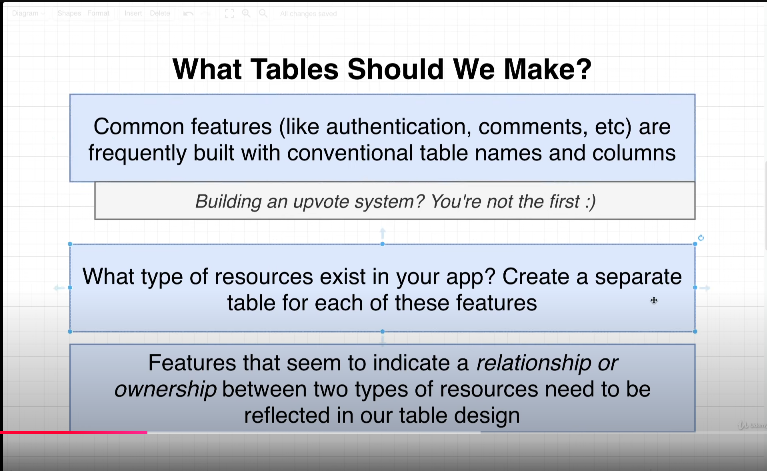 Diagram Shapes Format Insert Delete All changes saved
What Tables Should We Make?
Common features (like authentication, comments, etc) are
frequently built with conventional table names and columns
Building an upvote system? You're not the first :)
What type of resources exist in your app? Create a separate
table for each of these features
Features that seem to indicate a relationship or
ownership between two types of resources need to be
reflected in our table design